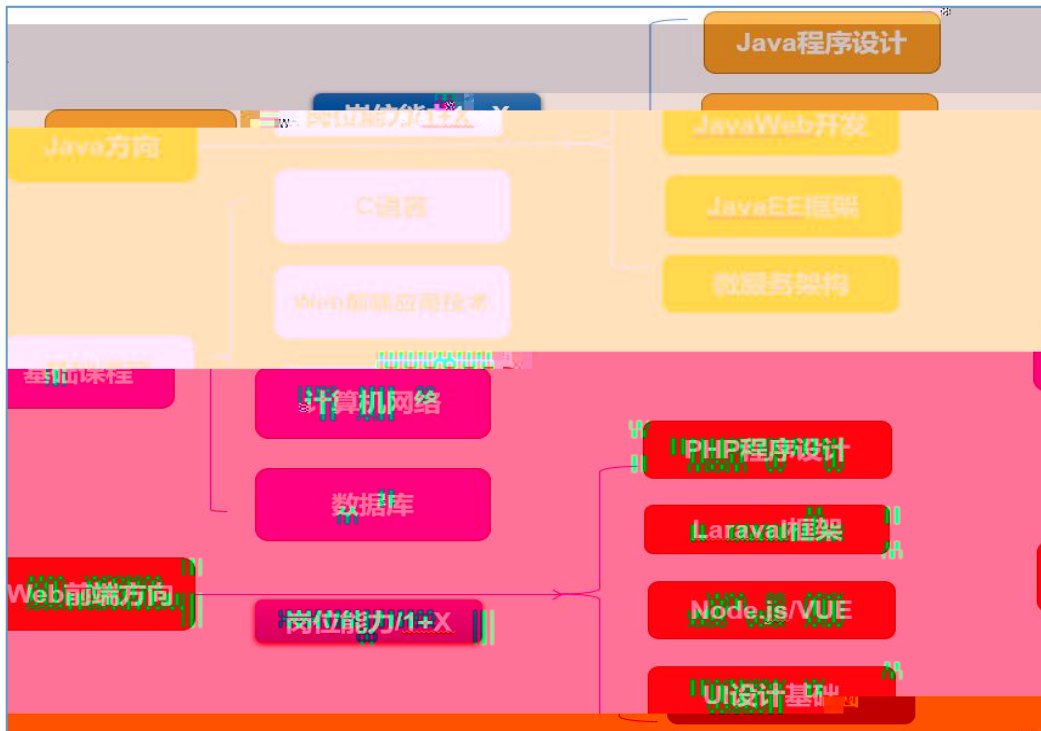 Java程序设计
岗位能力/1+X
JavaWeb开发
Java方向
C语言
JavaEE框架
微服务架构
Wen前端应用技术
基础课程
计算机网络
PHP程序设计
数据库
Laraval框架
Web前端方向
Node.js/VUE
岗位能力/1+X
UI设计基础